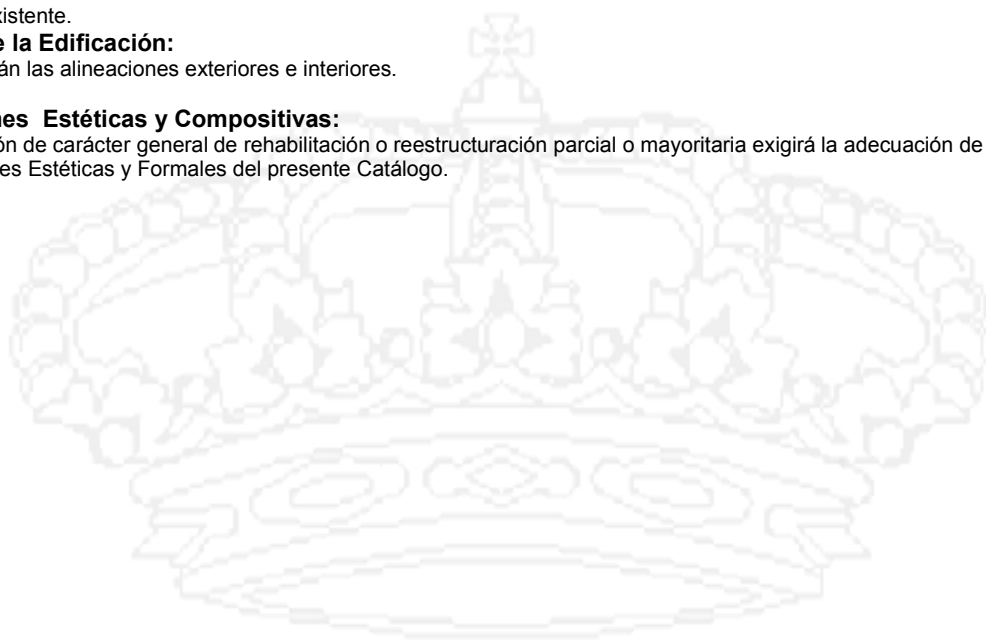 xistente.
e la Edificación:
án las alineaciones exteriores e interiores.
nes Estéticas y Compositivas:
ón de carácter general de rehabilitación o reestructuración parcial o mayoritaria exigirá la adecuación de
es Estéticas y Formales del presente Catálogo.